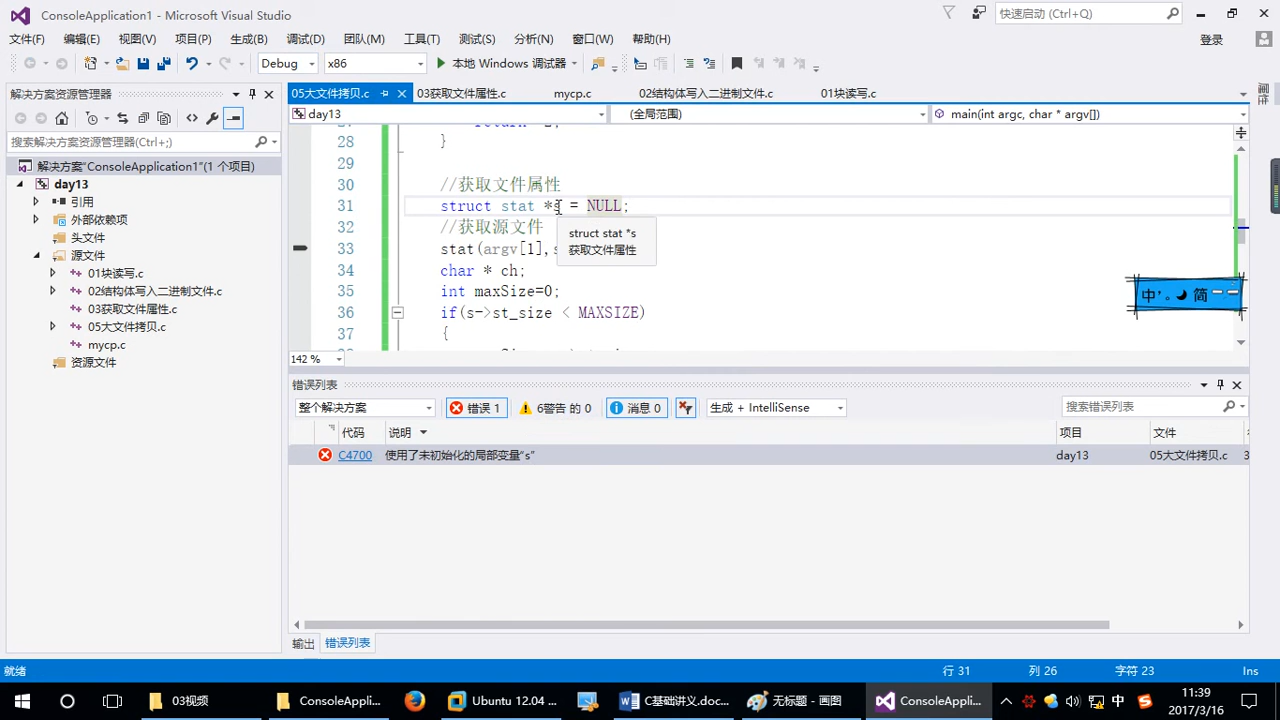 ConsoleApplication1 - Microsoft Visual Studio
快速启动 (Ctrl+Q)
文件(F) 编辑(E) 视图(V) 项目(P) 生成(B) 调试(D) 团队(M) 工具(T) 测试(S) 分析(N) 窗口(W) 帮助(H) 登录
Debug x86 本地 Windows 调试器
解决方案资源管理器
05大文件拷贝.c 03获取文件属性.c mycp.c 02结构体写入二进制文件.c 01块读写.c
day13 (全局范围) main(int argc, char * argv[])
搜索解决方案资源管理器(Ctrl+;)
解决方案"ConsoleApplication1"(1 个项目)
day13
引用
外部依赖项
头文件
源文件
01块读写.c
02结构体写入二进制文件.c
03获取文件属性.c
05大文件拷贝.c
mycp.c
资源文件
28 }
29
30 //获取文件属性
31 struct stat *s = NULL;
32 //获取源文件
33 stat(argv[1],
34 char * ch;
35 int maxSize=0;
36 if(s->st_size < MAXSIZE)
37 {
struct stat *s
获取文件属性
中 简
142 %
错误列表
整个解决方案 错误 1 6警告的 0 消息 0 生成 + IntelliSense 搜索错误列表
代码 说明 项目 文件
C4700 使用了未初始化的局部变量"s" day13 05大文件拷贝.c
输出 错误列表
就绪 行 31 列 26 字符 23 Ins
03视频 ConsoleAppli... Ubuntu 12.04 ... C基础讲义.doc... 无标题 - 画图 ConsoleAppli... 中 11:39
2017/3/16